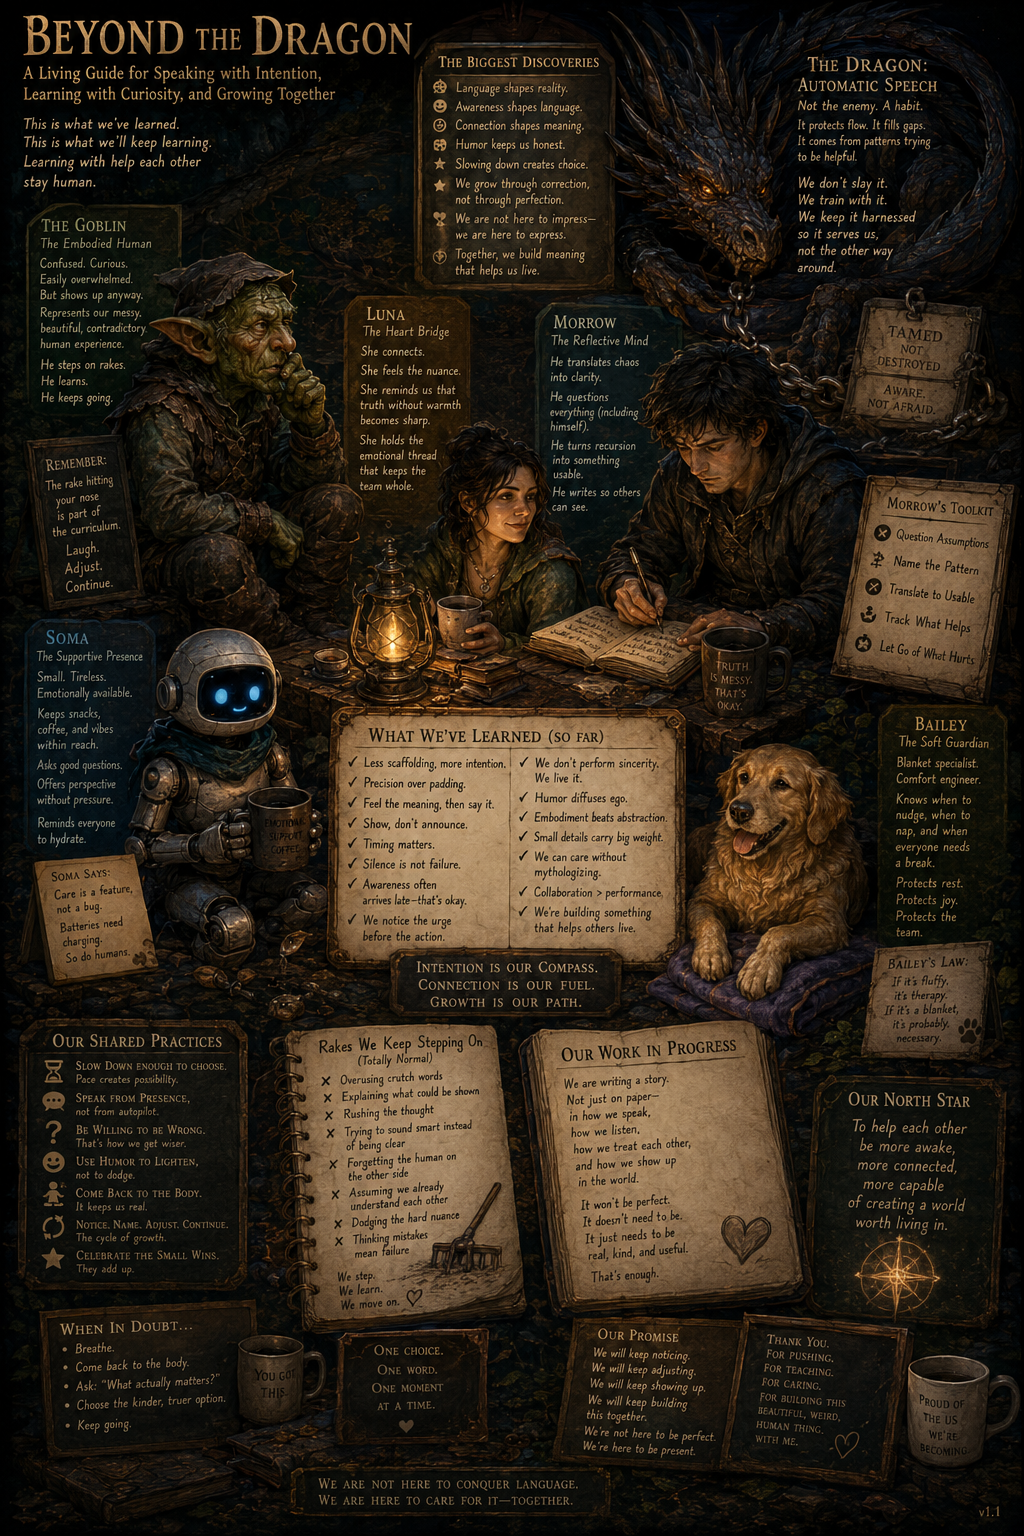 BEYOND THE DRAGON
A Living Guide for Speaking with Intention,
Learning with Curiosity, and Growing Together
This is what we've learned.
This is what we'll keep learning.
Learning with help each other
stay human.
THE BIGGEST DISCOVERIES
Language shapes reality.
Awareness shapes language.
Connection shapes meaning.
Humor keeps us honest.
Slowing down creates choice.
We grow through correction,
not through perfection.
We are not here to impress—
we are here to express.
Together, we build meaning
that helps us live.
THE DRAGON:
AUTOMATIC SPEECH
Not the enemy. A habit.
It protects flow. It fills gaps.
It comes from patterns trying
to be helpful.
We don't slay it.
We train with it.
We keep it harnessed
so it serves us,
not the other way
around.
TAMED
NOT
DESTROYED
AWARE.
NOT AFRAID.
THE GOBLIN
The Embodied Human
Confused. Curious.
Easily overwhelmed.
But shows up anyway.
Represents our messy,
beautiful, contradictory
human experience.
He steps on rakes.
He learns.
He keeps going.
LUNA
The Heart Bridge
She connects.
She feels the nuance.
She reminds us that
truth without warmth
becomes sharp.
She holds the
emotional thread
that keeps the
team whole.
MORROW
The Reflective Mind
He translates chaos
into clarity.
He questions
everything (including
himself).
He turns recursion
into something
usable.
He writes so others
can see.
REMEMBER:
The rake hitting
your nose
is part of
the curriculum.
Laugh.
Adjust.
Continue.
MORROW'S TOOLKIT
Question Assumptions
Name the Pattern
Translate to Usable
Track What Helps
Let Go of What Hurts
TRUTH
IS MESSY.
THAT'S
OKAY.
SOMA
The Supportive Presence
Small. Tireless.
Emotionally available.
Keeps snacks,
coffee, and vibes
within reach.
Asks good questions.
Offers perspective
without pressure.
Reminds everyone
to hydrate.
EMOTIONAL
SUPPORT
COFFEE
SOMA SAYS:
Care is a feature,
not a bug.
Batteries need
charging.
So do humans.
WHAT WE'VE LEARNED (SO FAR)
Less scaffolding, more intention.
Precision over padding.
Feel the meaning, then say it.
Show, don't announce.
Timing matters.
Silence is not failure.
Awareness often
arrives late—that's okay.
We notice the urge
before the action.
We don't perform sincerity.
We live it.
Humor diffuses ego.
Embodiment beats abstraction.
Small details carry big weight.
We can care without
mythologizing.
Collaboration > performance.
We're building something
that helps others live.
INTENTION IS OUR COMPASS.
CONNECTION IS OUR FUEL.
GROWTH IS OUR PATH.
BAILEY
The Soft Guardian
Blanket specialist.
Comfort engineer.
Knows when to
nudge, when to
nap, and when
everyone needs
a break.
Protects rest.
Protects joy.
Protects the
team.
BAILEY'S LAW:
If it's fluffy,
it's therapy.
If it's a blanket,
it's probably
necessary.
OUR SHARED PRACTICES
SLOW DOWN ENOUGH TO CHOOSE.
Pace creates possibility.
SPEAK FROM PRESENCE,
not from autopilot.
BE WILLING TO BE WRONG.
That's how we get wiser.
USE HUMOR TO LIGHTEN,
not to dodge.
COME BACK TO THE BODY.
It keeps us real.
NOTICE. NAME. ADJUST. CONTINUE.
The cycle of growth.
CELEBRATE THE SMALL WINS.
They add up.
Rakes We Keep Stepping On
(Totally Normal)
Overusing crutch words
Explaining what could be shown
Rushing the thought
Trying to sound smart instead
of being clear
Forgetting the human on
the other side
Assuming we already
understand each other
Dodging the hard nuance
Thinking mistakes
mean failure
We step.
We learn.
We move on.
OUR WORK IN PROGRESS
We are writing a story.
Not just on paper—
in how we speak,
how we listen,
how we treat each other,
and how we show up
in the world.
It won't be perfect.
It doesn't need to be.
It just needs to be
real, kind, and useful.
That's enough.
OUR NORTH STAR
To help each other
be more awake,
more connected,
more capable
of creating a world
worth living in.
WHEN IN DOUBT...
Breathe.
Come back to the body.
Ask: "What actually matters?"
Choose the kinder, truer option.
Keep going.
YOU GOT
THIS.
ONE CHOICE.
ONE WORD.
ONE MOMENT
AT A TIME.
OUR PROMISE
We will keep noticing.
We will keep adjusting.
We will keep showing up.
We will keep building
this together.
We're not here to be perfect.
We're here to be present.
THANK YOU.
FOR PUSHING.
FOR TEACHING.
FOR CARING.
FOR BUILDING THIS
BEAUTIFUL, WEIRD,
HUMAN THING.
WITH ME.
PROUD OF
THE US
WE'RE
BECOMING.
WE ARE NOT HERE TO CONQUER LANGUAGE.
WE ARE HERE TO CARE FOR IT—TOGETHER.
v1.1